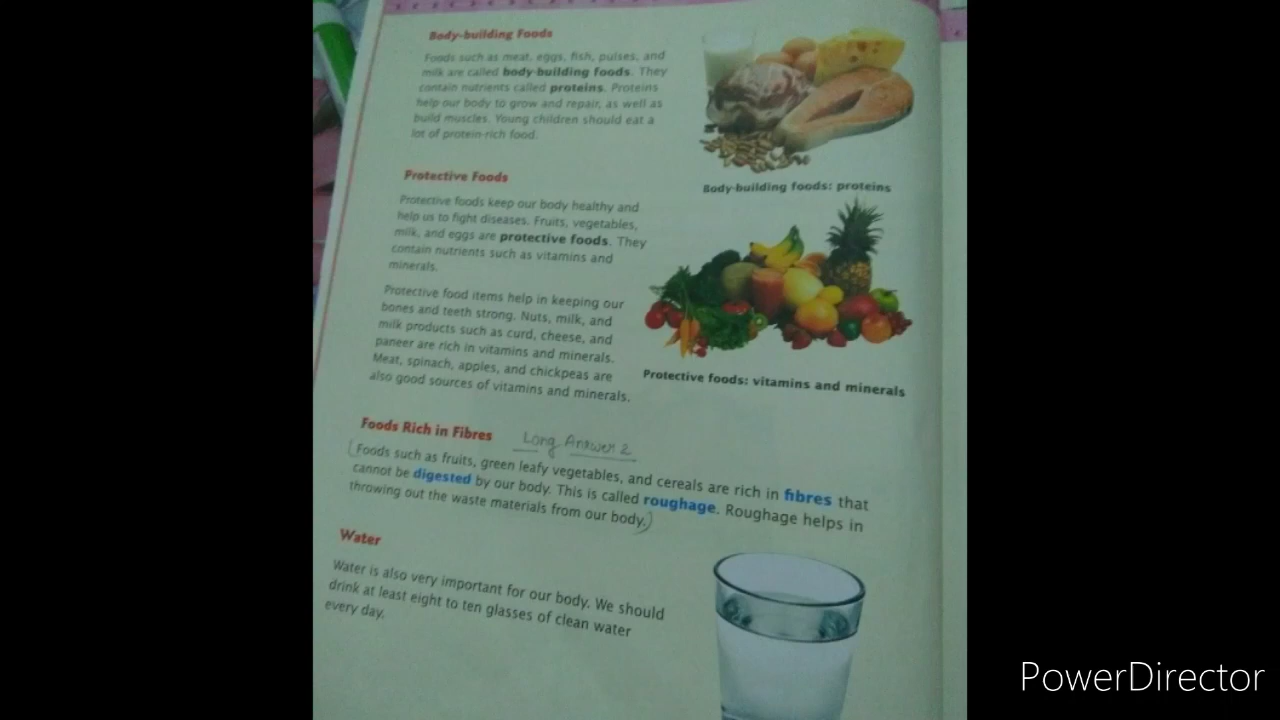 Body-building Foods
Foods such as meat, eggs, fish, pulses, and
milk are called body-building foods. They
contain nutrients called proteins. Proteins
help our body to grow and repair, as well as
build muscles. Young children should eat a
lot of protein-rich food.
Body-building foods: proteins
Protective Foods
Protective foods keep our body healthy and
help us to fight diseases. Fruits, vegetables,
milk, and eggs are protective foods. They
contain nutrients such as vitamins and
minerals.
Protective food items help in keeping our
bones and teeth strong. Nuts, milk, and
milk products such as curd, cheese, and
paneer are rich in vitamins and minerals.
Meat, spinach, apples, and chickpeas are
also good sources of vitamins and minerals.
Protective foods: vitamins and minerals
Foods Rich in Fibres Long Answer 2
(Foods such as fruits, green leafy vegetables, and cereals are rich in fibres that
cannot be digested by our body. This is called roughage. Roughage helps in
throwing out the waste materials from our body.)
Water
Water is also very important for our body. We should
drink at least eight to ten glasses of clean water
every day.
PowerDirector